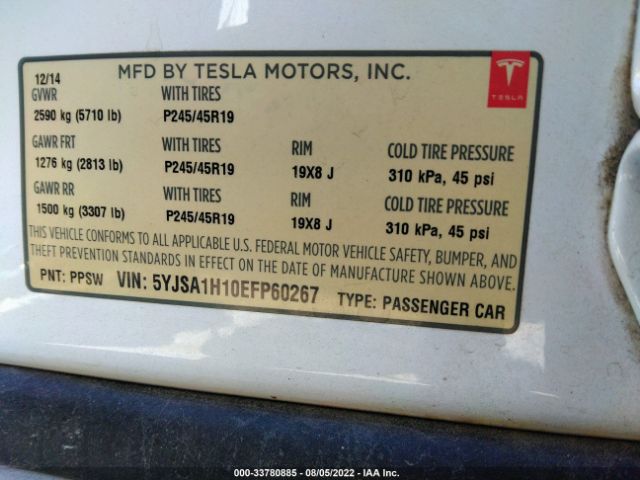 12/14 MFD BY TESLA MOTORS, INC.
TESLA
GVWR WITH TIRES
2590 kg (5710 lb) P245/45R19
GAWR FRT WITH TIRES RIM COLD TIRE PRESSURE
1276 kg (2813 lb) P245/45R19 19X8 J 310 kPa, 45 psi
GAWR RR WITH TIRES RIM COLD TIRE PRESSURE
1500 kg (3307 lb) P245/45R19 19X8 J 310 kPa, 45 psi
THIS VEHICLE CONFORMS TO ALL APPLICABLE U.S. FEDERAL MOTOR VEHICLE SAFETY, BUMPER, AND
THEFT PREVENTION STANDARDS IN EFFECT ON THE DATE OF MANUFACTURE SHOWN ABOVE.
PNT: PPSW VIN: 5YJSA1H10EFP60267 TYPE: PASSENGER CAR
000-33780885 - 08/05/2022 - IAA Inc.